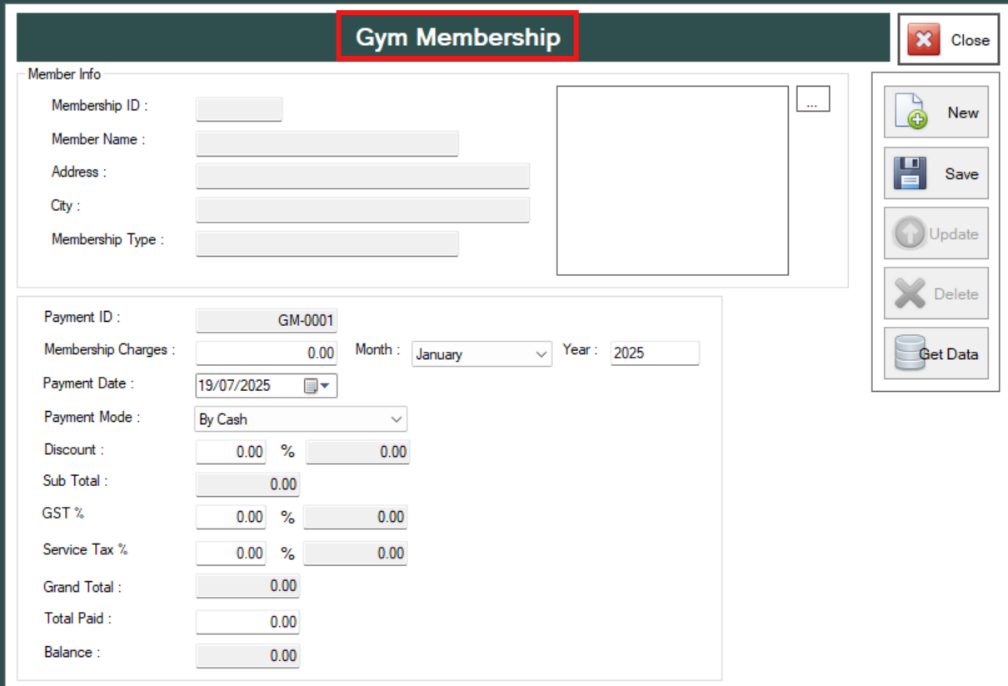 Gym Membership
Close
Member Info
Membership ID :
...
New
Member Name :
Address :
Save
City :
Membership Type :
Update
Delete
Payment ID : GM-0001
Membership Charges : 0.00 Month : January Year : 2025
Get Data
Payment Date : 19/07/2025
Payment Mode : By Cash
Discount : 0.00 % 0.00
Sub Total : 0.00
GST % 0.00 % 0.00
Service Tax % 0.00 % 0.00
Grand Total : 0.00
Total Paid : 0.00
Balance : 0.00